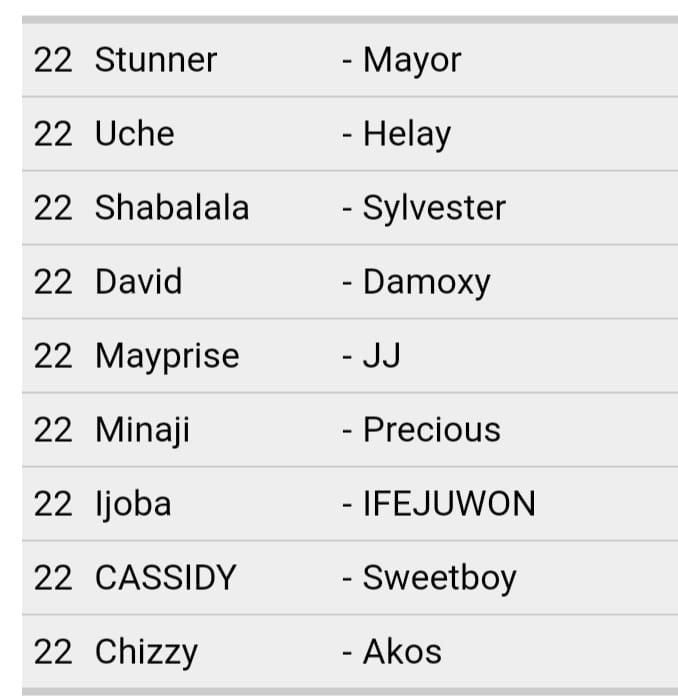 22 Stunner - Mayor
22 Uche - Helay
22 Shabalala - Sylvester
22 David - Damoxy
22 Mayprise - JJ
22 Minaji - Precious
22 Ijoba - IFEJUWON
22 CASSIDY - Sweetboy
22 Chizzy - Akos